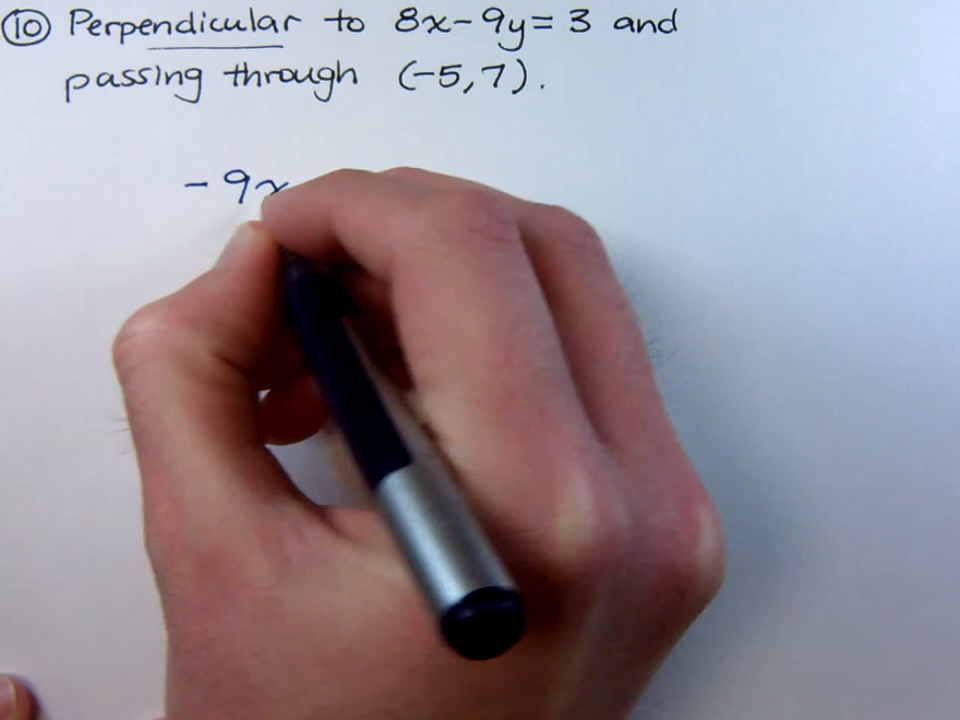 ⑩ Perpendicular to 8x-9y=3 and
passing through (-5,7).
-9x